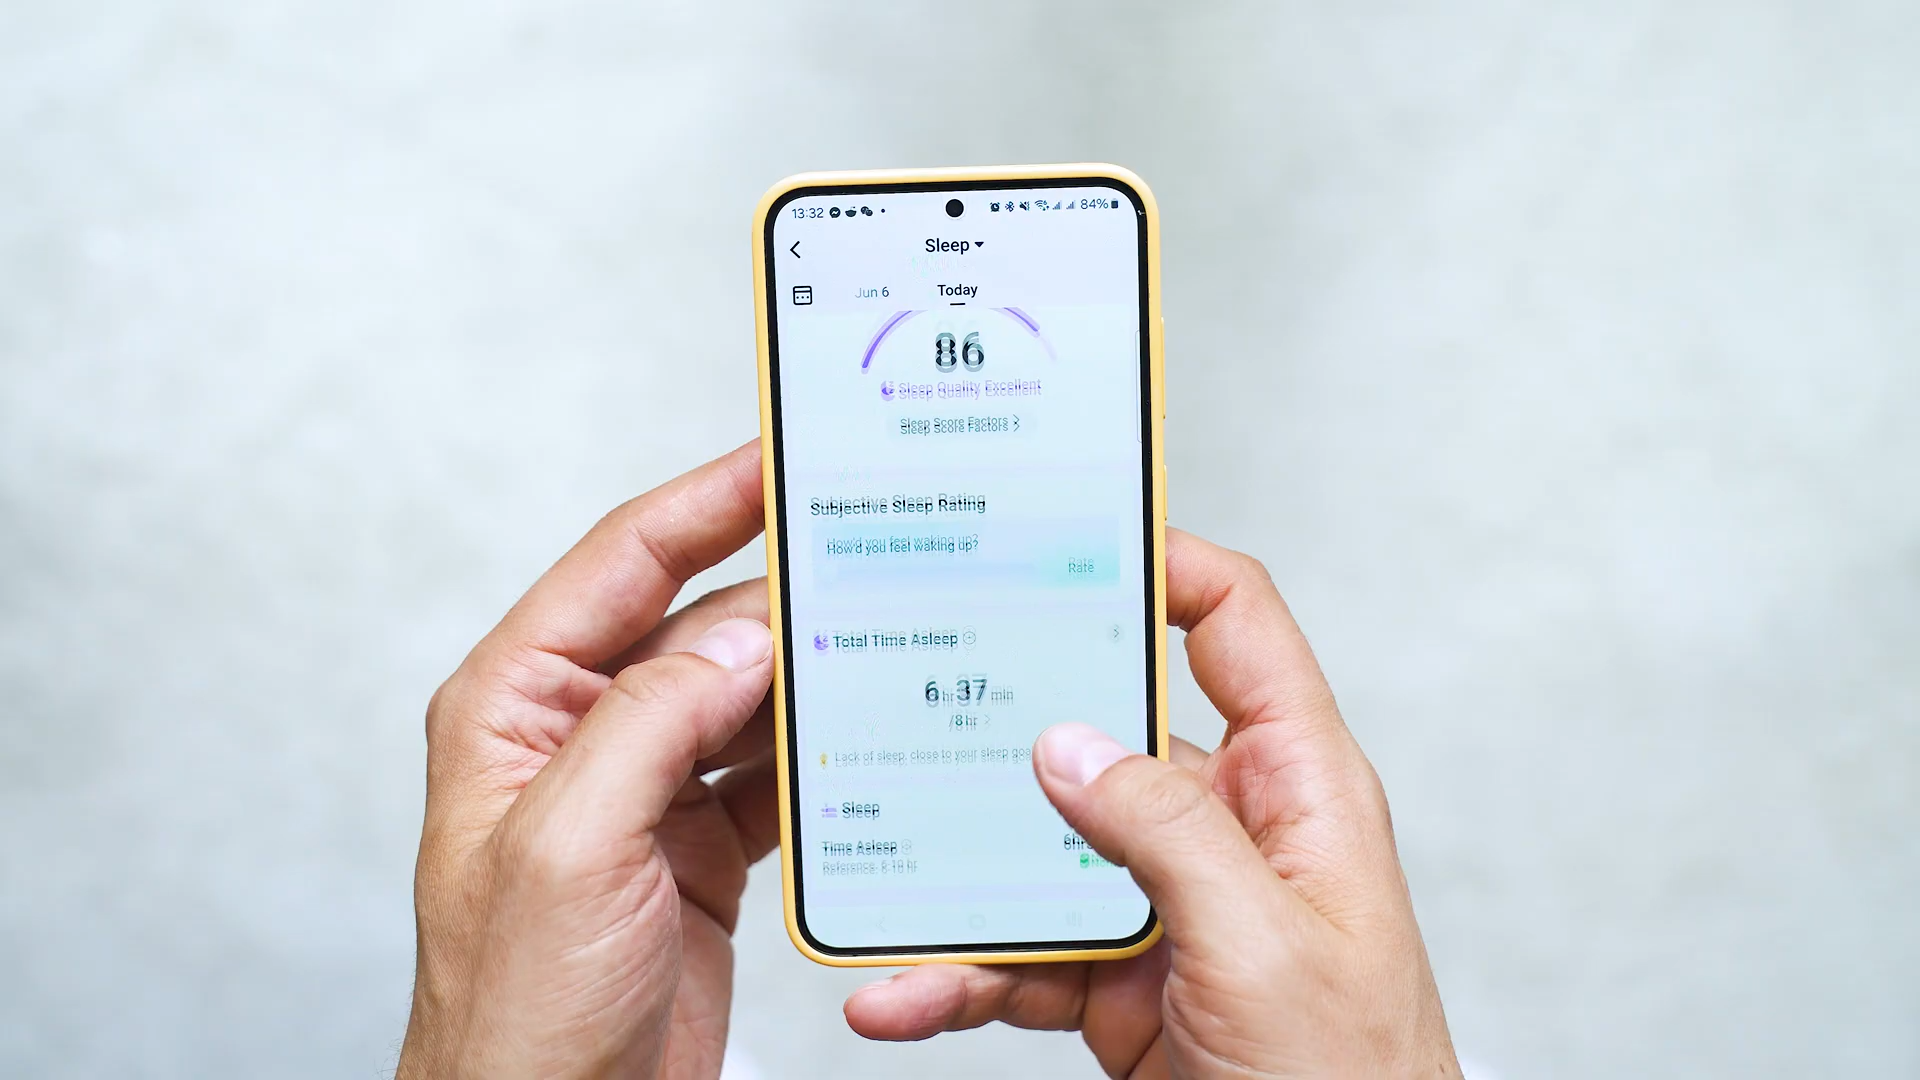 13:32
84%
Sleep
Jun 6 Today
86
Sleep Quality Excellent
Sleep Score Factors
Subjective Sleep Rating
How'd you feel waking up?
Rate
Total Time Asleep
6 hr 37 min
/8 hr
Lack of sleep, close to your sleep
Sleep
Time Asleep
Reference: 6-10 hr